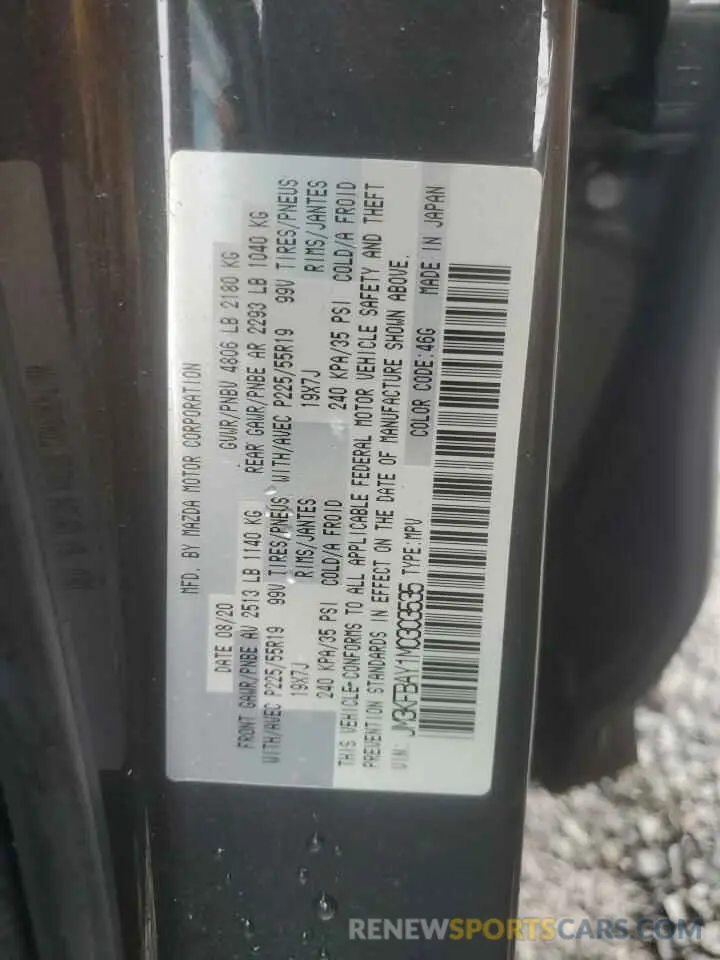 MFD. BY MAZDA MOTOR CORPORATION
DATE 08/20 GVWR/PNBV 4806 LB 2180 KG
FRONT GAWR/PNBE AV 2513 LB 1140 KG REAR GAWR/PNBE AR 2293 LB 1040 KG
WITH/AVEC P225/55R19 99V TIRES/PNEUS WITH/AVEC P225/55R19 99V TIRES/PNEUS
19X7J RIMS/JANTES 19X7J RIMS/JANTES
240 KPA/35 PSI COLD/A FROID 240 KPA/35 PSI COLD/A FROID
THIS VEHICLE CONFORMS TO ALL APPLICABLE FEDERAL MOTOR VEHICLE SAFETY AND THEFT
PREVENTION STANDARDS IN EFFECT ON THE DATE OF MANUFACTURE SHOWN ABOVE.
VIN: JM3KFBAY1M0303535 TYPE:MPV COLOR CODE:46G MADE IN JAPAN
RENEWSPORTSCARS.COM